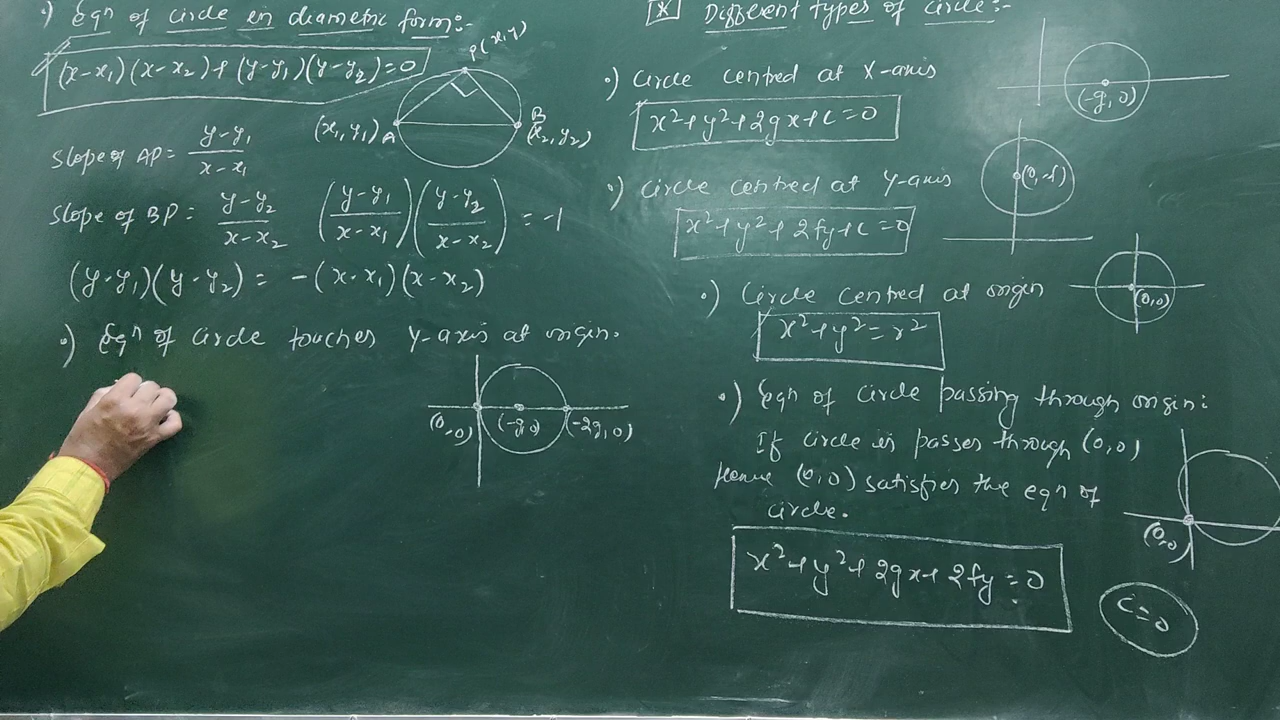 •) Eqn of circle in diametric form:-
(x-x₁)(x-x₂)+(y-y₁)(y-y₂)=0
P(x,y)
(x₁,y₁) A
B
(x₂,y₂)
Slope of AP = y-y₁ / x-x₁
Slope of BP = y-y₂ / x-x₂
(y-y₁ / x-x₁)(y-y₂ / x-x₂) = -1
(y-y₁)(y-y₂) = -(x-x₁)(x-x₂)
•) Eqn of circle touches Y-axis at origin.
(0,0) (-g,0) (-2g,0)
* Different types of circle:-
•) Circle centred at X-axis
x²+y²+2gx+c=0
(-g,0)
•) Circle centred at Y-axis
x²+y²+2fy+c=0
(0,-f)
•) Circle centred at origin
x²+y²=r²
(0,0)
•) Eqn of circle passing through origin:
If circle is passes through (0,0)
Hence (0,0) satisfies the eqn of
circle.
(0,0)
x²+y²+2gx+2fy=0
c=0